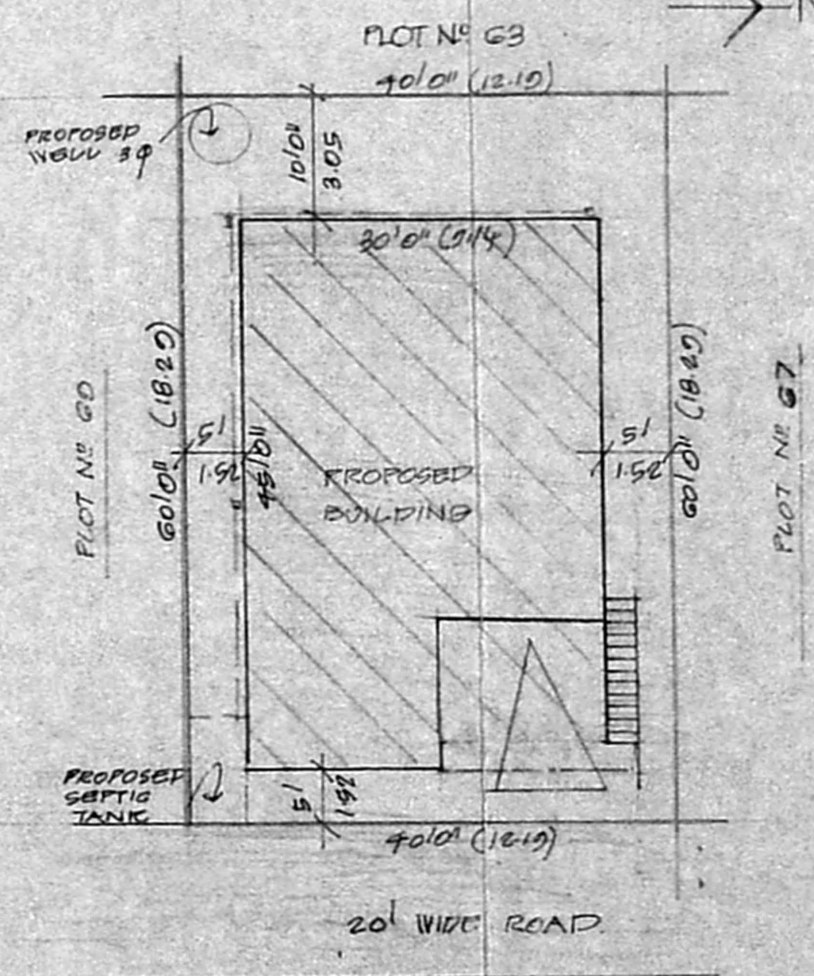 PLOT Nº 63
40'0" (12.19)
N
PROPOSED
WELL 3φ
10'0"
3.05
30'0" (9.14)
60'0" (18.29)
PLOT Nº 69
5'
1.52
45'0"
PROPOSED
BUILDING
5'
1.52
60'0" (18.29)
PLOT Nº 67
PROPOSED
SEPTIC
TANK
5'
1.52
40'0" (12.19)
20' WIDE ROAD